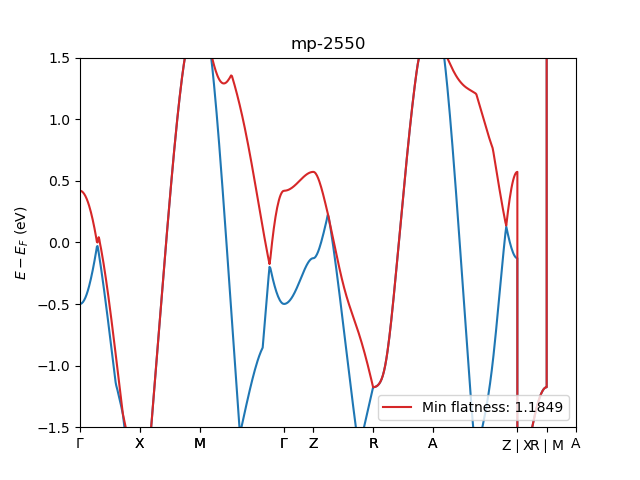 mp-2550
E − E_F (eV)
1.5
1.0
0.5
0.0
−0.5
−1.0
−1.5
Min flatness: 1.1849
Γ X M Γ Z R A Z | X R | M A